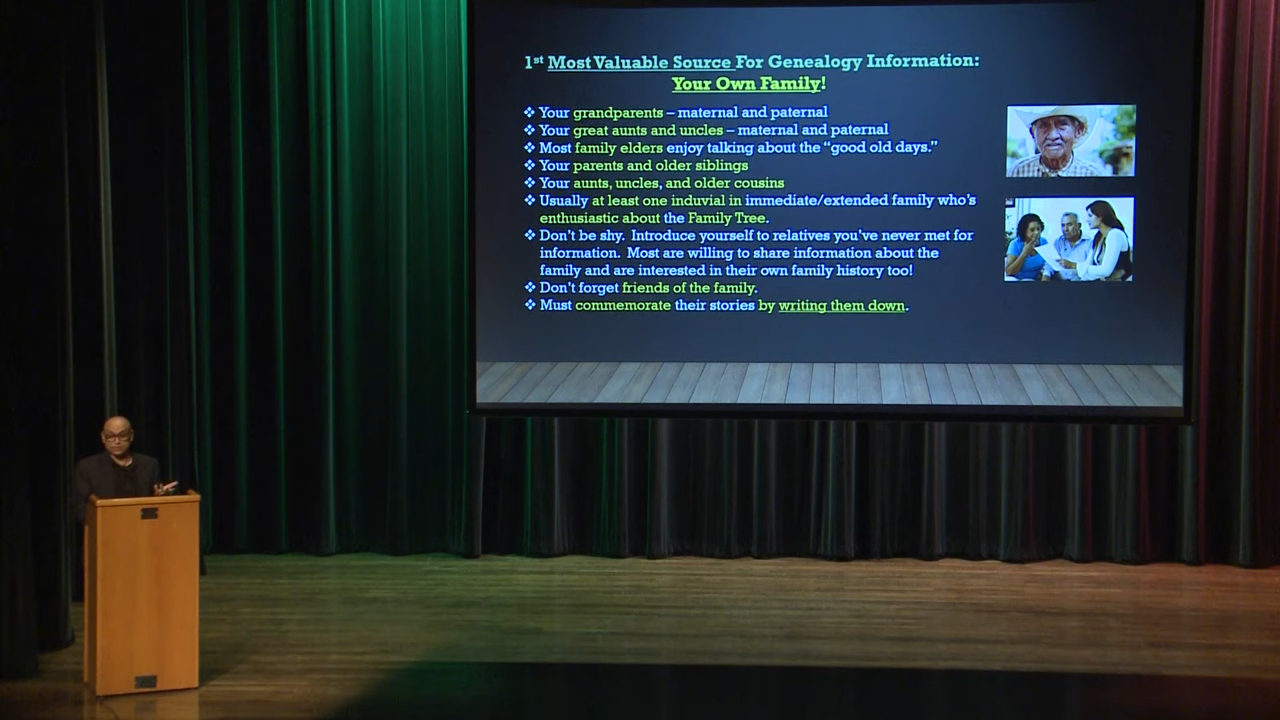 1st Most Valuable Source For Genealogy Information:
Your Own Family!
❖ Your grandparents – maternal and paternal
❖ Your great aunts and uncles – maternal and paternal
❖ Most family elders enjoy talking about the “good old days.”
❖ Your parents and older siblings
❖ Your aunts, uncles, and older cousins
❖ Usually at least one induvial in immediate/extended family who’s
enthusiastic about the Family Tree.
❖ Don’t be shy. Introduce yourself to relatives you’ve never met for
information. Most are willing to share information about the
family and are interested in their own family history too!
❖ Don’t forget friends of the family.
❖ Must commemorate their stories by writing them down.